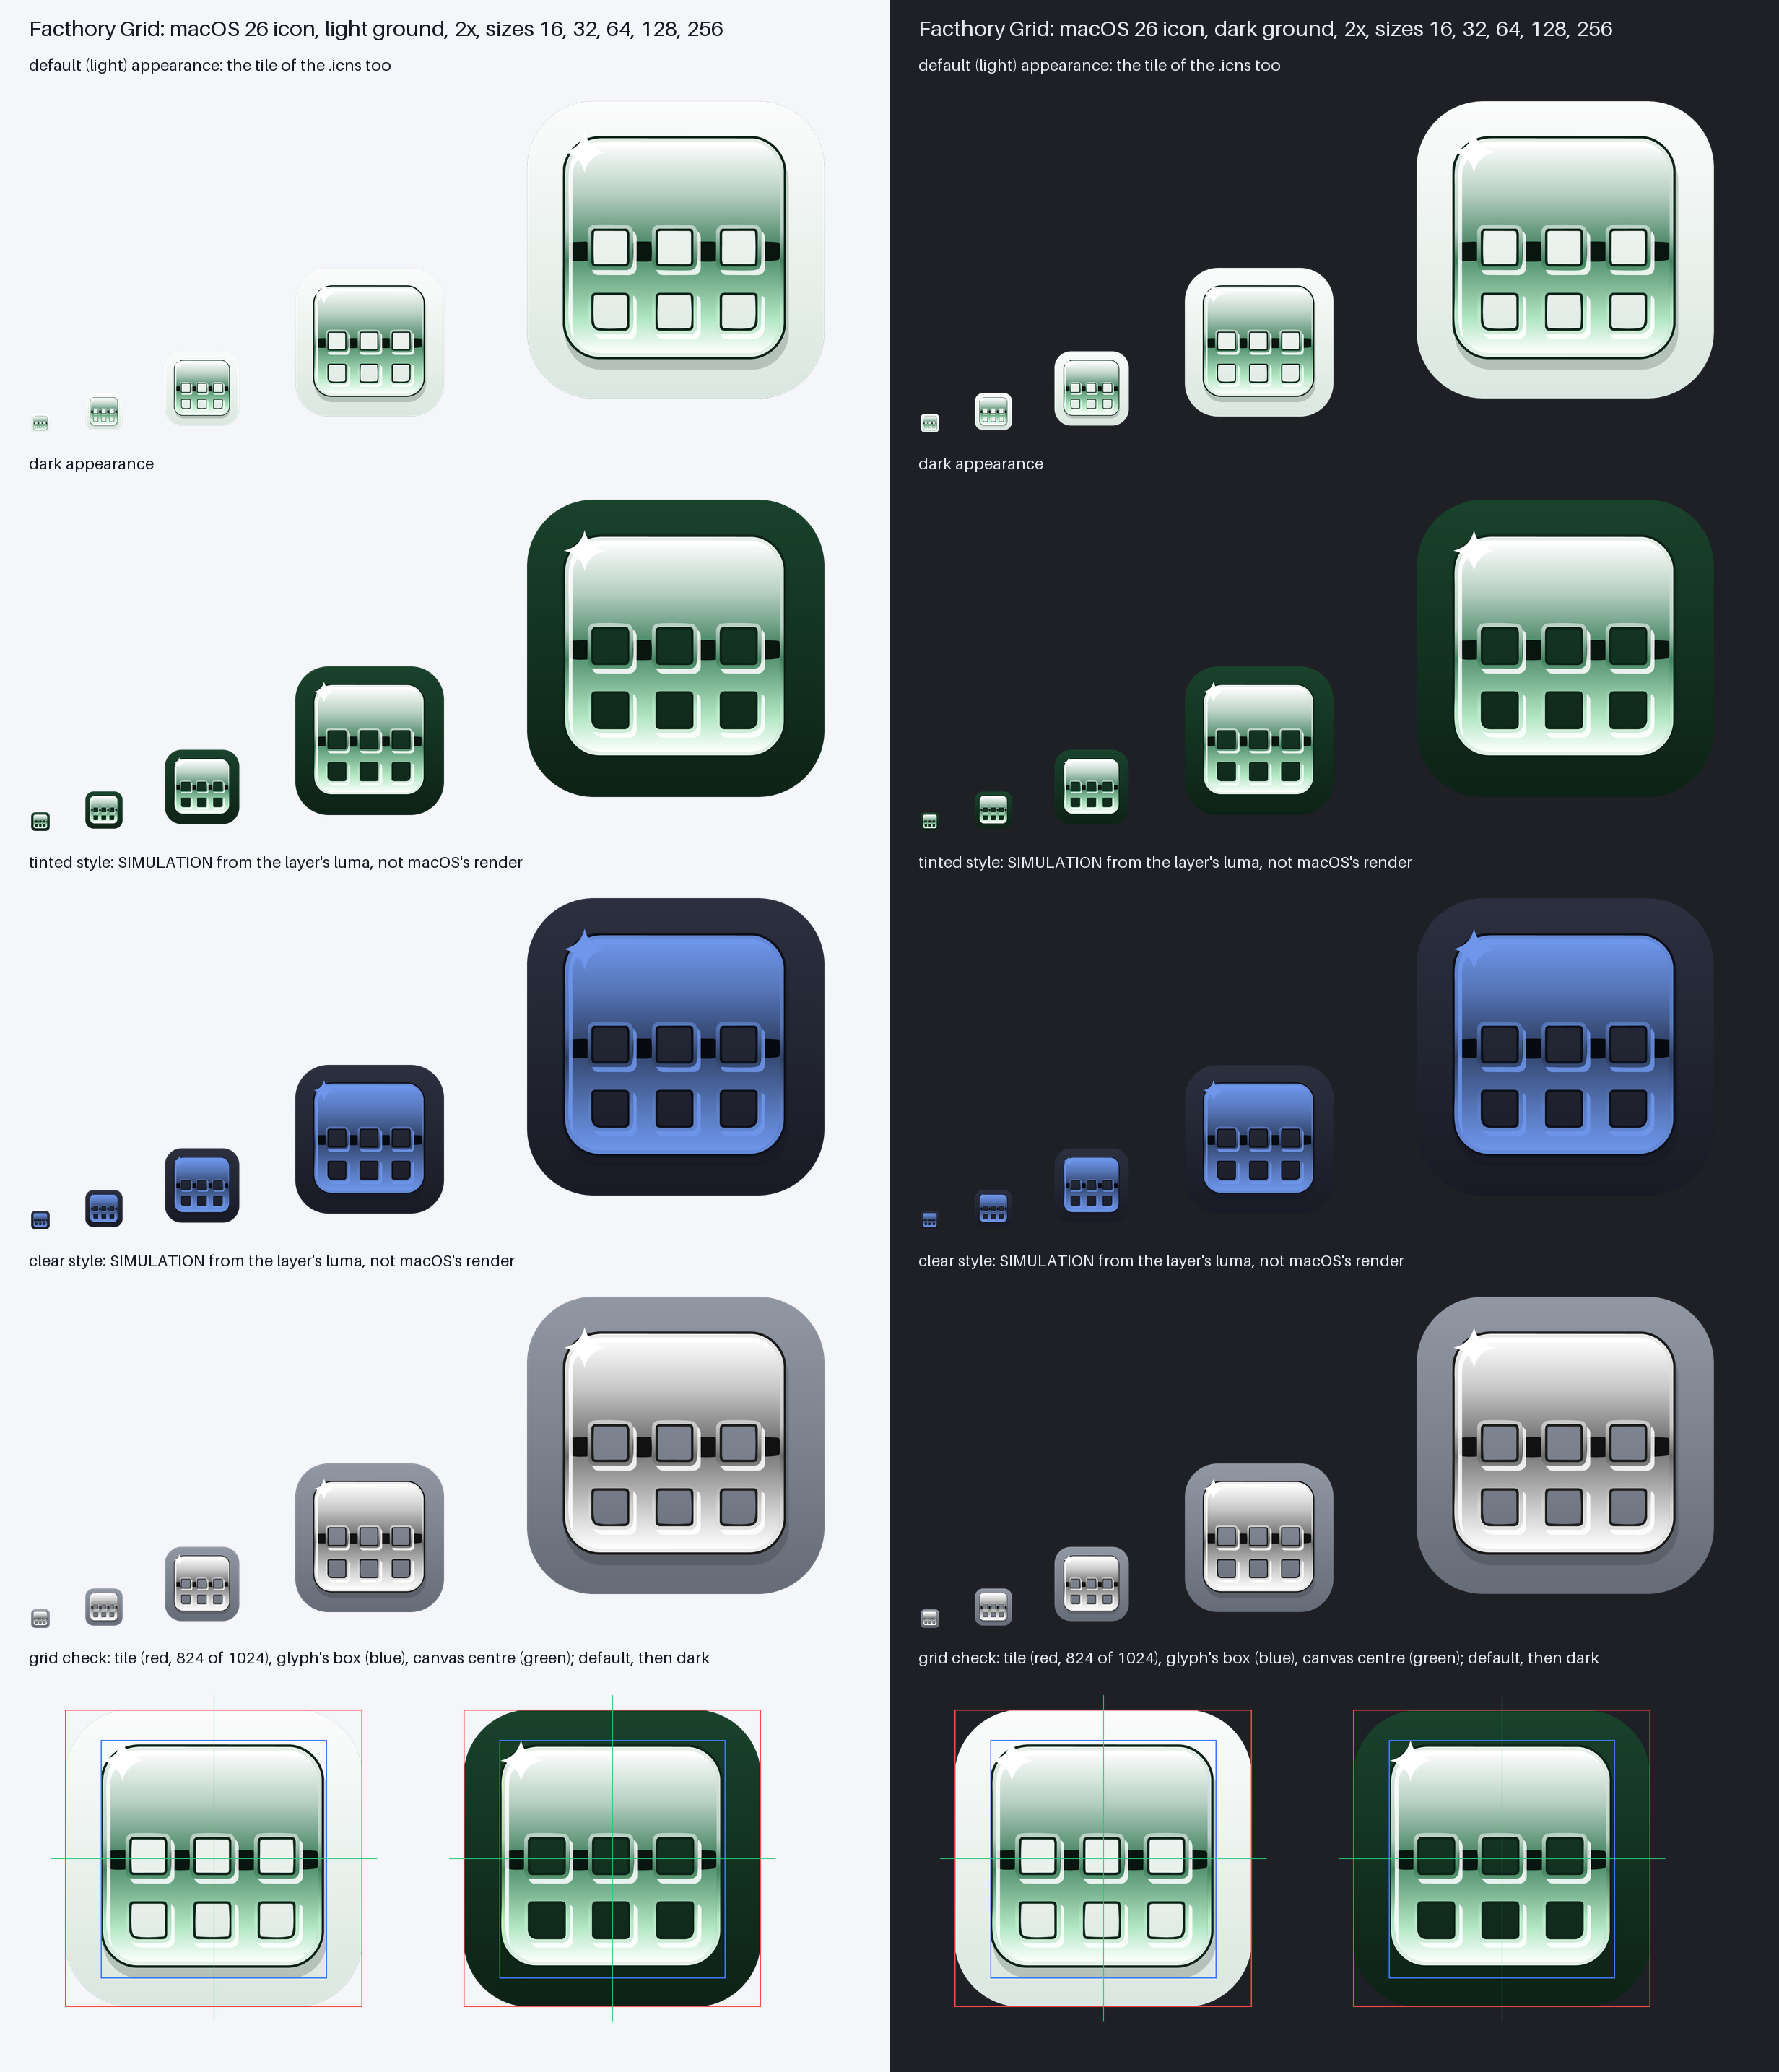 Facthory Grid: macOS 26 icon, light ground, 2x, sizes 16, 32, 64, 128, 256
default (light) appearance: the tile of the .icns too
dark appearance
tinted style: SIMULATION from the layer's luma, not macOS's render
clear style: SIMULATION from the layer's luma, not macOS's render
grid check: tile (red, 824 of 1024), glyph's box (blue), canvas centre (green); default, then dark
Facthory Grid: macOS 26 icon, dark ground, 2x, sizes 16, 32, 64, 128, 256
default (light) appearance: the tile of the .icns too
dark appearance
tinted style: SIMULATION from the layer's luma, not macOS's render
clear style: SIMULATION from the layer's luma, not macOS's render
grid check: tile (red, 824 of 1024), glyph's box (blue), canvas centre (green); default, then dark